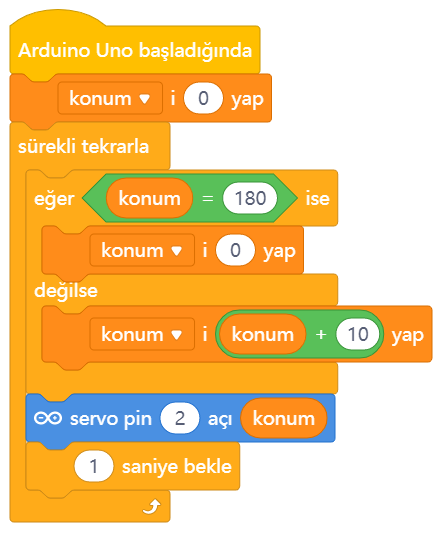 Arduino Uno başladığında
konum i 0 yap
sürekli tekrarla
eğer konum = 180 ise
konum i 0 yap
değilse
konum i konum + 10 yap
servo pin 2 açı konum
1 saniye bekle